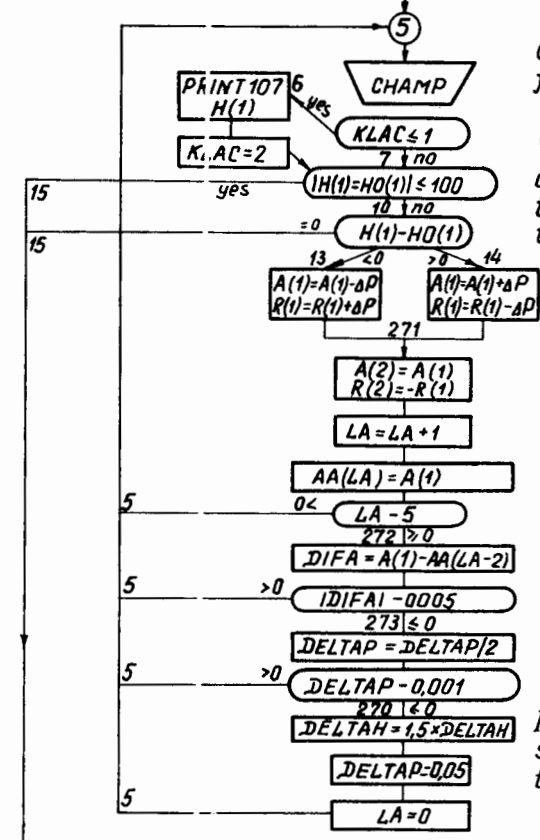 5
CHAMP
PRINT 107
H(1)
6
yes
KLAC≤1
7 no
KLAC=2
|H(1)=HO(1)|≤100
yes
15
10 no
H(1)-HO(1)
=0
15
13 <0
>0 14
A(1)=A(1)-ΔP
R(1)=R(1)+ΔP
A(1)=A(1)+ΔP
R(1)=R(1)-ΔP
271
A(2)=A(1)
R(2)=-R(1)
LA=LA+1
AA(LA)=A(1)
5
0<
LA-5
272 ≥0
DIFA=A(1)-AA(LA-2)
5
>0
|DIFA|-0005
273 ≤0
DELTAP=DELTAP/2
5
>0
DELTAP-0,001
270 ≤0
DELTAH=1,5×DELTAH
DELTAP=0,05
5
LA=0